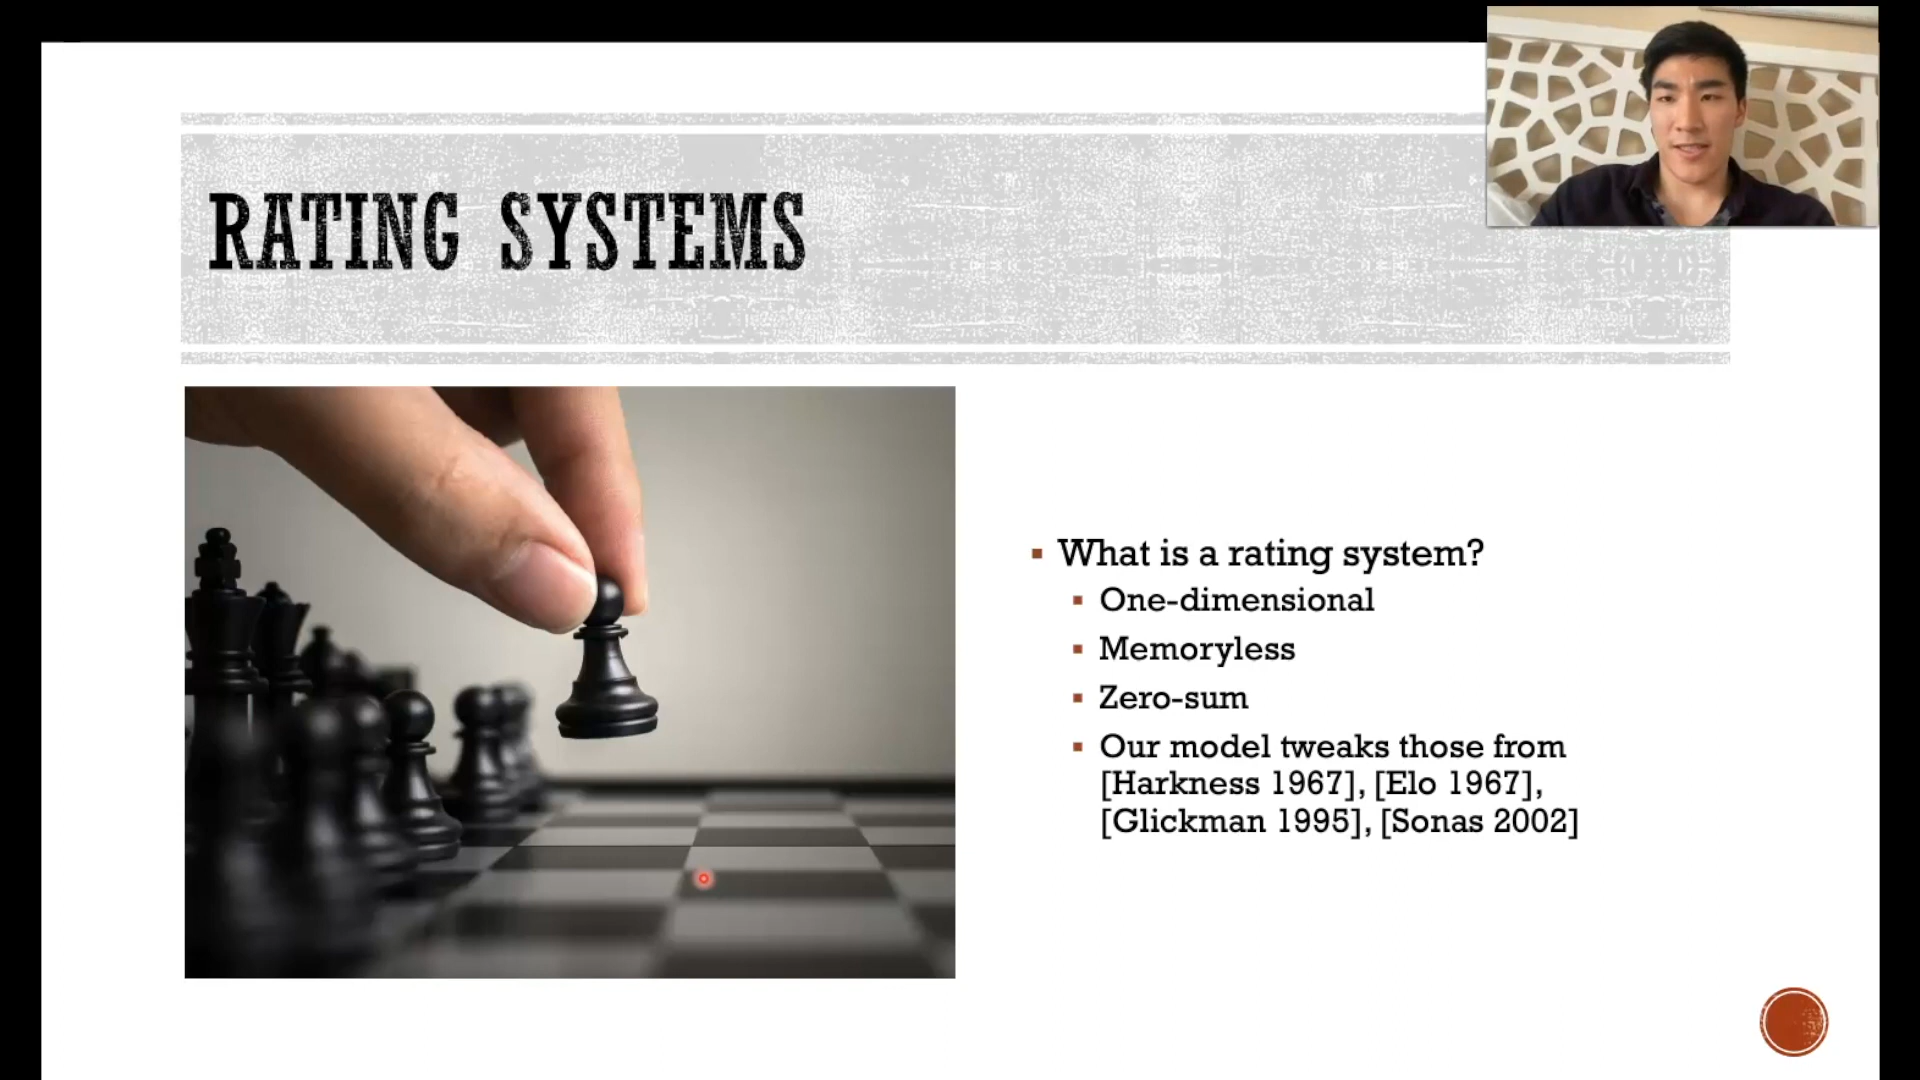 RATING SYSTEMS
What is a rating system?
One-dimensional
Memoryless
Zero-sum
Our model tweaks those from
[Harkness 1967], [Elo 1967],
[Glickman 1995], [Sonas 2002]